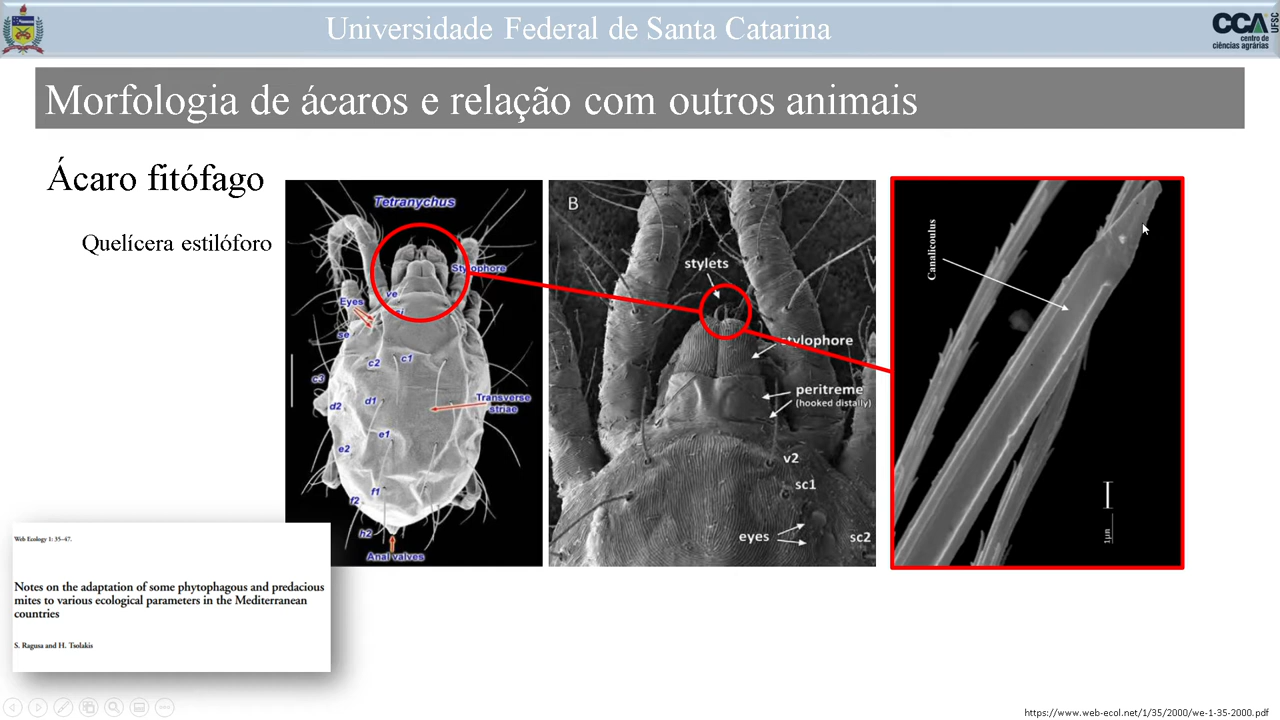 Universidade Federal de Santa Catarina
CCA
UFSC
centro de
ciências agrárias
Morfologia de ácaros e relação com outros animais
Ácaro fitófago
Quelícera estilóforo
Tetranychus
Stylophore
ve
Eyes
se
c1
c2
c3
d1
d2
Transverse
striae
e1
e2
f1
f2
h2
Anal valves
B
stylets
stylophore
peritreme
(hooked distally)
v2
sc1
eyes
sc2
Canalicoulus
1μn
Web Ecology 1: 35–47.
Notes on the adaptation of some phytophagous and predacious
mites to various ecological parameters in the Mediterranean
countries
S. Ragusa and H. Tsolakis
https://www.web-ecol.net/1/35/2000/we-1-35-2000.pdf